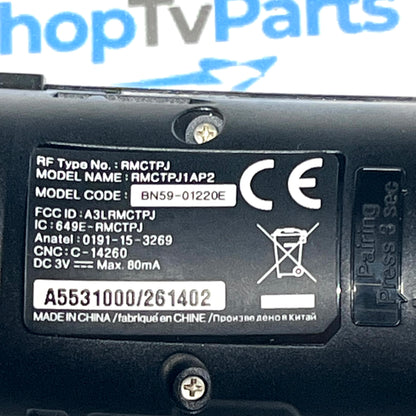 hopTvParts
RF Type No. : RMCTPJ
MODEL NAME : RMCTPJ1AP2
MODEL CODE : BN59-01220E
FCC ID : A3LRMCTPJ
IC : 649E-RMCTPJ
Anatel : 0191-15-3269
CNC: C-14260
DC 3V Max. 80mA
A5531000/261402
MADE IN CHINA / fabriqué en CHINE / Произведено в Китай
CE
Pairing
Press 3 sec